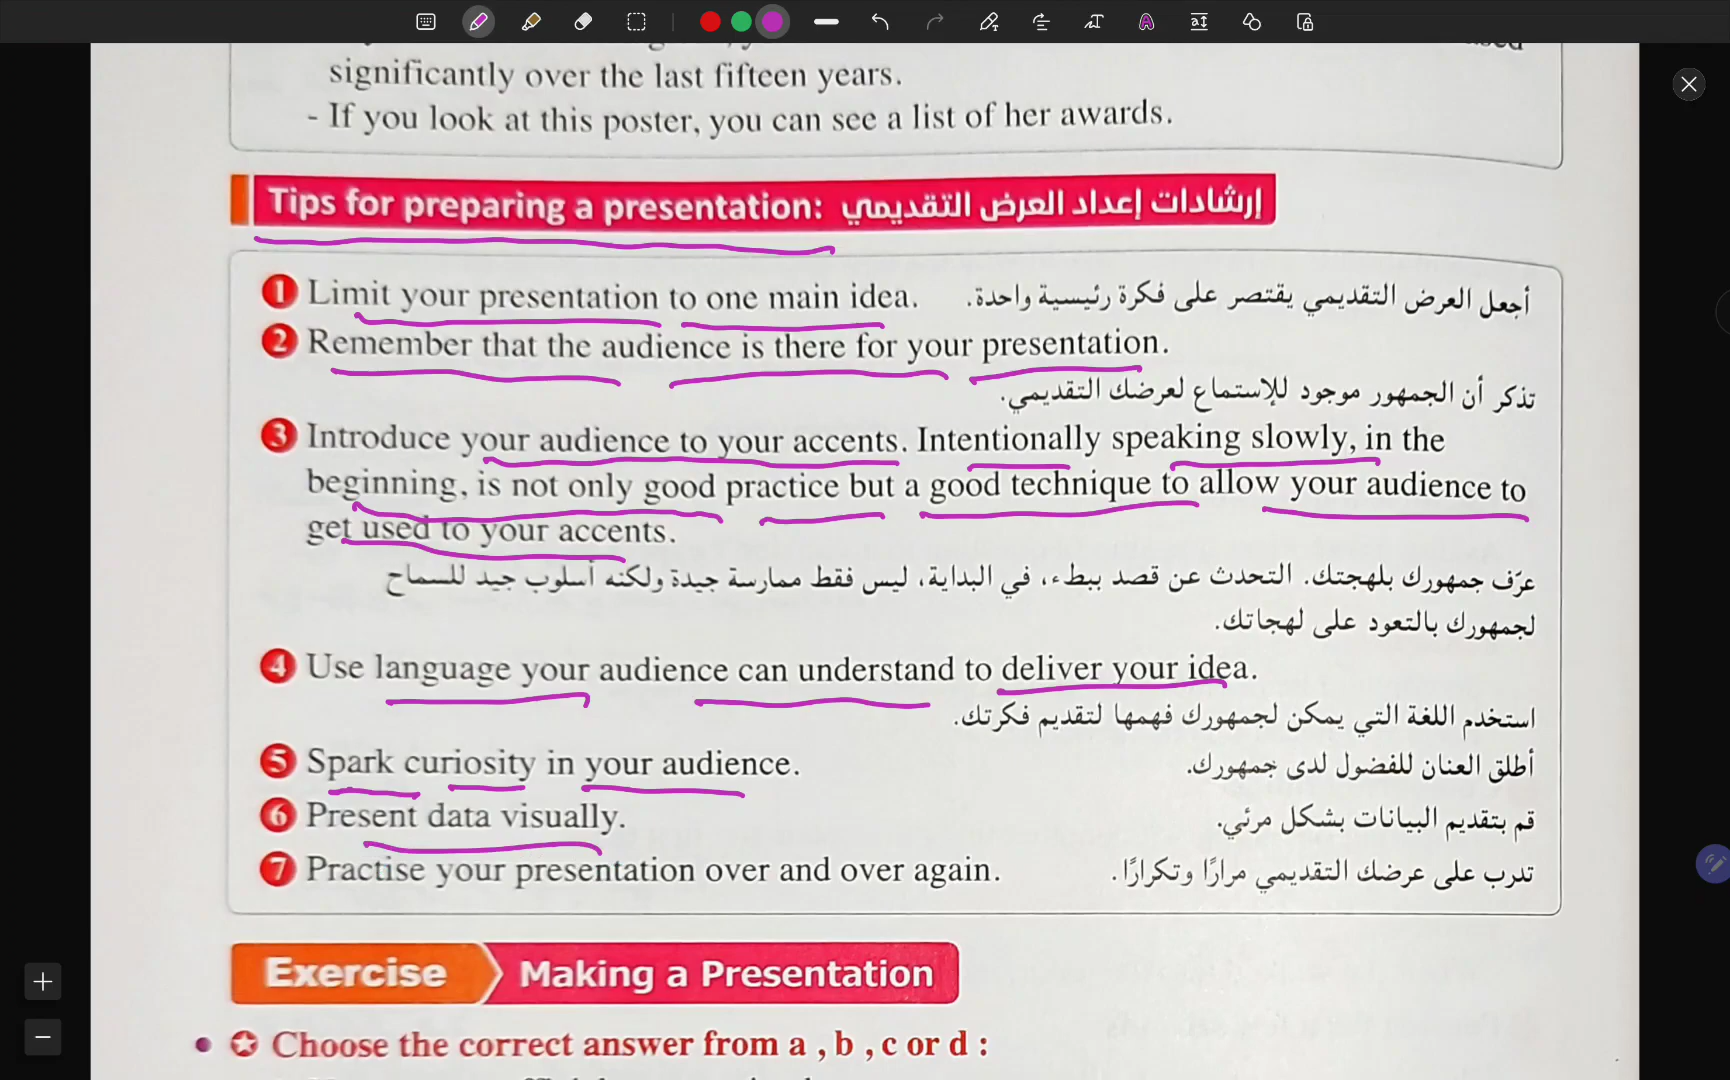 significantly over the last fifteen years.
- If you look at this poster, you can see a list of her awards.
Tips for preparing a presentation: إرشادات إعداد العرض التقديمي
1 Limit your presentation to one main idea. أجعل العرض التقديمي يقتصر على فكرة رئيسية واحدة.
2 Remember that the audience is there for your presentation.
تذكر أن الجمهور موجود للإستماع لعرضك التقديمي.
3 Introduce your audience to your accents. Intentionally speaking slowly, in the
beginning, is not only good practice but a good technique to allow your audience to
get used to your accents.
عرّف جمهورك بلهجتك. التحدث عن قصد ببطء، في البداية، ليس فقط ممارسة جيدة ولكنه أسلوب جيد للسماح
لجمهورك بالتعود على لهجاتك.
4 Use language your audience can understand to deliver your idea.
استخدم اللغة التي يمكن لجمهورك فهمها لتقديم فكرتك.
5 Spark curiosity in your audience. أطلق العنان للفضول لدى جمهورك.
6 Present data visually. قم بتقديم البيانات بشكل مرئي.
7 Practise your presentation over and over again. تدرب على عرضك التقديمي مرارًا وتكرارًا.
Exercise Making a Presentation
Choose the correct answer from a , b , c or d :